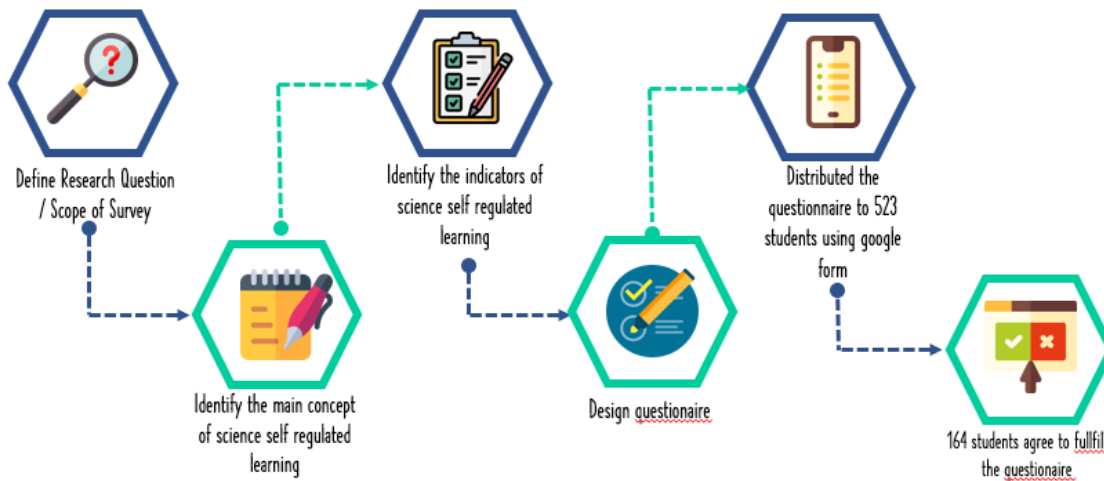 Define Research Question
/ Scope of Survey
Identify the main concept
of science self regulated
learning
Identify the indicators of
science self regulated
learning
Design questionaire
Distributed the
questionnaire to 523
students using google
form
164 students agree to fullfil
the questionaire